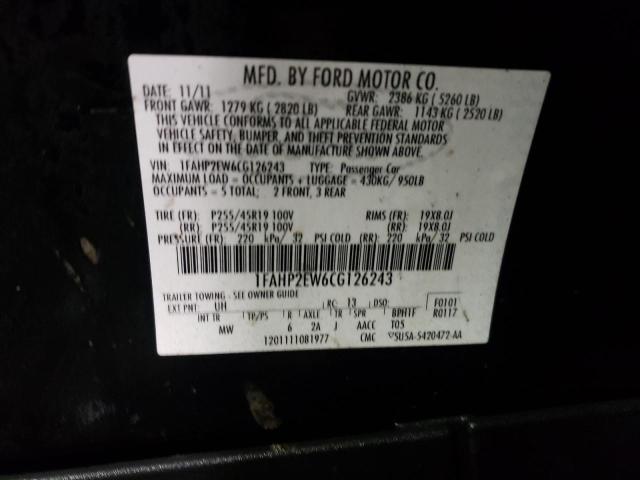 MFD. BY FORD MOTOR CO.
DATE: 11/11 GVWR: 2386 KG ( 5260 LB)
FRONT GAWR: 1279 KG ( 2820 LB) REAR GAWR: 1143 KG ( 2520 LB)
THIS VEHICLE CONFORMS TO ALL APPLICABLE FEDERAL MOTOR
VEHICLE SAFETY, BUMPER, AND THEFT PREVENTION STANDARDS
IN EFFECT ON THE DATE OF MANUFACTURE SHOWN ABOVE.
VIN: 1FAHP2EW6CG126243 TYPE: Passenger Car
MAXIMUM LOAD = OCCUPANTS + LUGGAGE = 430KG/ 950LB
OCCUPANTS = 5 TOTAL; 2 FRONT, 3 REAR
TIRE (FR): P255/45R19 100V RIMS (FR): 19X8.0J
(RR): P255/45R19 100V (RR): 19X8.0J
PRESSURE (FR): 220 kPa/ 32 PSI COLD (RR): 220 kPa/ 32 PSI COLD
1FAHP2EW6CG126243
TRAILER TOWING - SEE OWNER GUIDE
EXT PNT: UH RC: 13 DSO: F0101
INT TR TP/PS R AXLE TR SPR BPH1F R0117
MW 6 2A J AACC T05
1201111081977 CMC 5U5A-5420472-AA